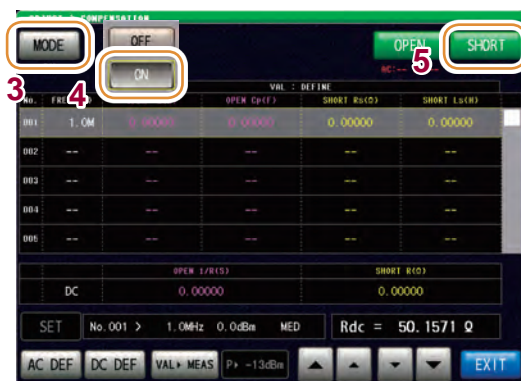 COMPENSATION
MODE
OFF
OPEN
SHORT
3
4
ON
5
VAL : DEFINE
No.
OPEN Cp(F)
SHORT Rs(Ω)
SHORT Ls(H)
001
1.0M
0.00000
0.00000
0.00000
0.00000
002
--
--
--
--
--
003
--
--
--
--
--
004
--
--
--
--
--
005
--
--
--
--
--
OPEN 1/R(S)
SHORT R(Ω)
DC
0.00000
0.00000
SET
No.001 > 1.0MHz 0.0dBm MED
Rdc = 50.1571 Ω
AC DEF
DC DEF
VAL▸ MEAS
P▸ -13dBm
EXIT